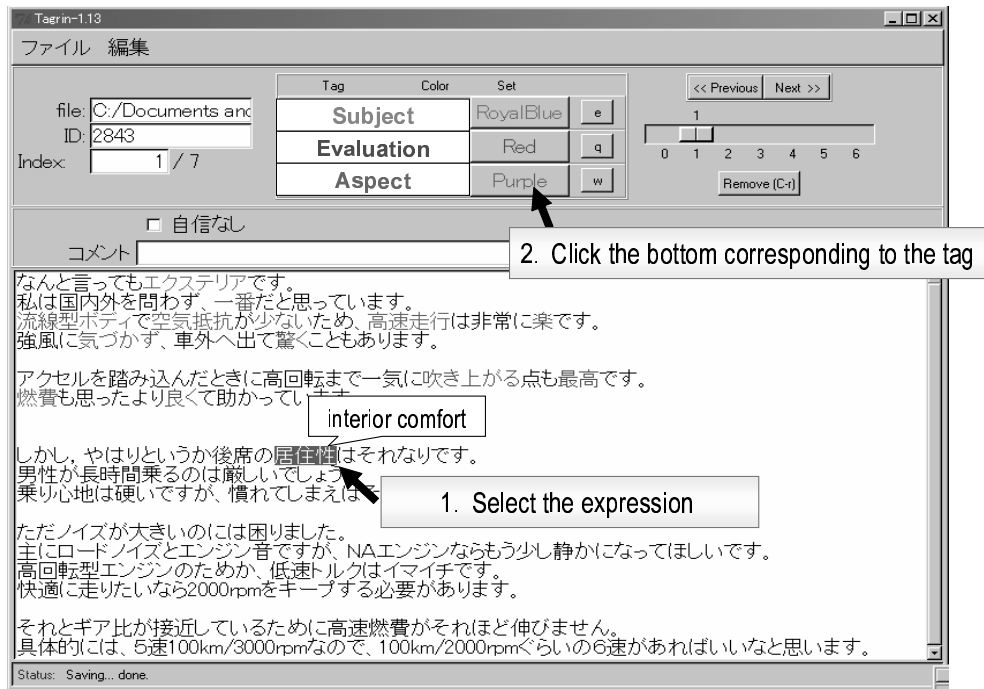 Tagrin-1.13
ファイル 編集
Tag Color Set
file: C:/Documents and
Subject RoyalBlue e
<< Previous Next >>
ID: 2843
Evaluation Red q
1
Index: 1 / 7
Aspect Purple w
0 1 2 3 4 5 6
Remove (C-r)
自信なし
コメント
2. Click the bottom corresponding to the tag
なんと言ってもエクステリアです。
私は国内外を問わず、一番だと思っています。
流線型ボディで空気抵抗が少ないため、高速走行は非常に楽です。
強風に気づかず、車外へ出て驚くこともあります。
アクセルを踏み込んだときに高回転まで一気に吹き上がる点も最高です。
燃費も思ったより良くて助かってい
interior comfort
しかし，やはりというか後席の居住性はそれなりです。
男性が長時間乗るのは厳しいでしょう
乗り心地は硬いですが、慣れてしまえば
1. Select the expression
ただノイズが大きいのには困りました。
主にロードノイズとエンジン音ですが、NAエンジンならもう少し静かになってほしいです。
高回転型エンジンのためか、低速トルクはイマイチです。
快適に走りたいなら2000rpmをキープする必要があります。
それとギア比が接近しているために高速燃費がそれほど伸びません。
具体的には、5速100km/3000rpmなので、100km/2000rpmぐらいの6速があればいいなと思います。
Status: Saving... done.